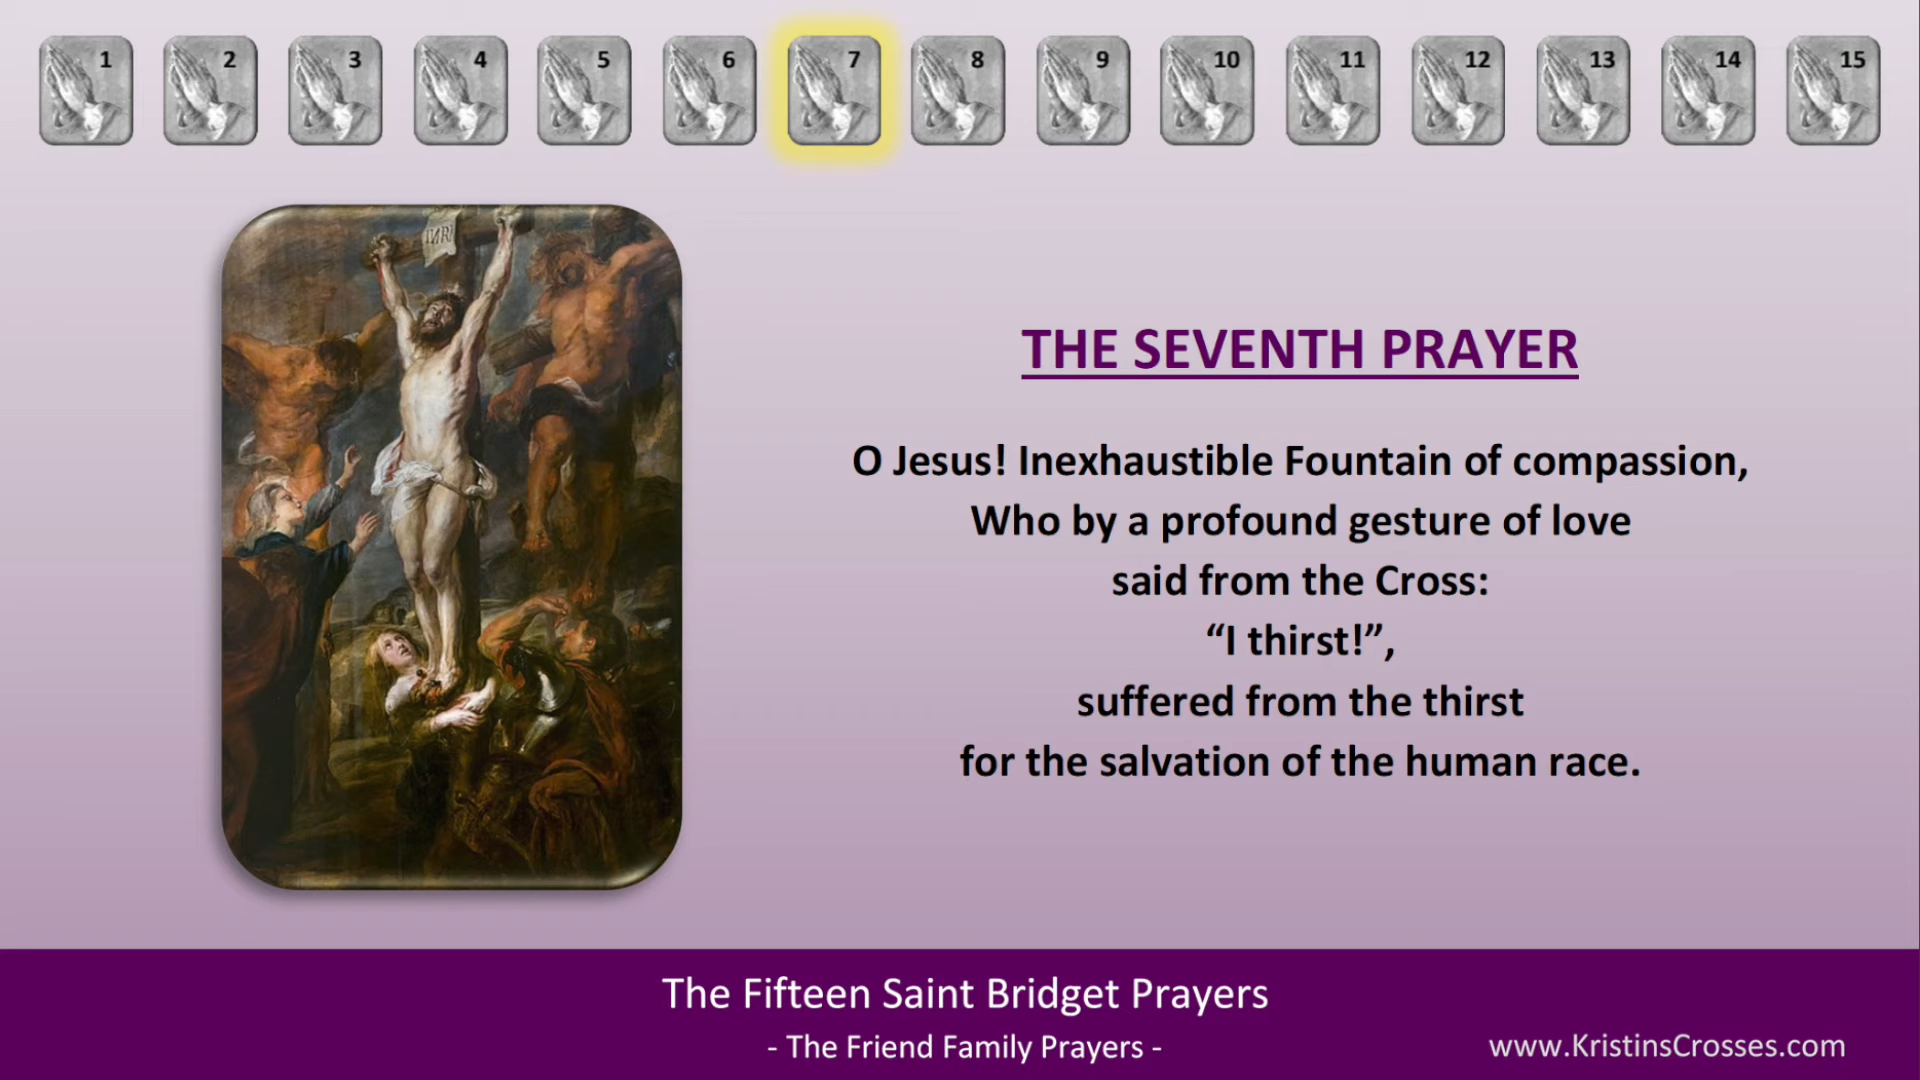 1 2 3 4 5 6 7 8 9 10 11 12 13 14 15
INRI
THE SEVENTH PRAYER
O Jesus! Inexhaustible Fountain of compassion,
Who by a profound gesture of love
said from the Cross:
“I thirst!”,
suffered from the thirst
for the salvation of the human race.
The Fifteen Saint Bridget Prayers
- The Friend Family Prayers -
www.KristinsCrosses.com